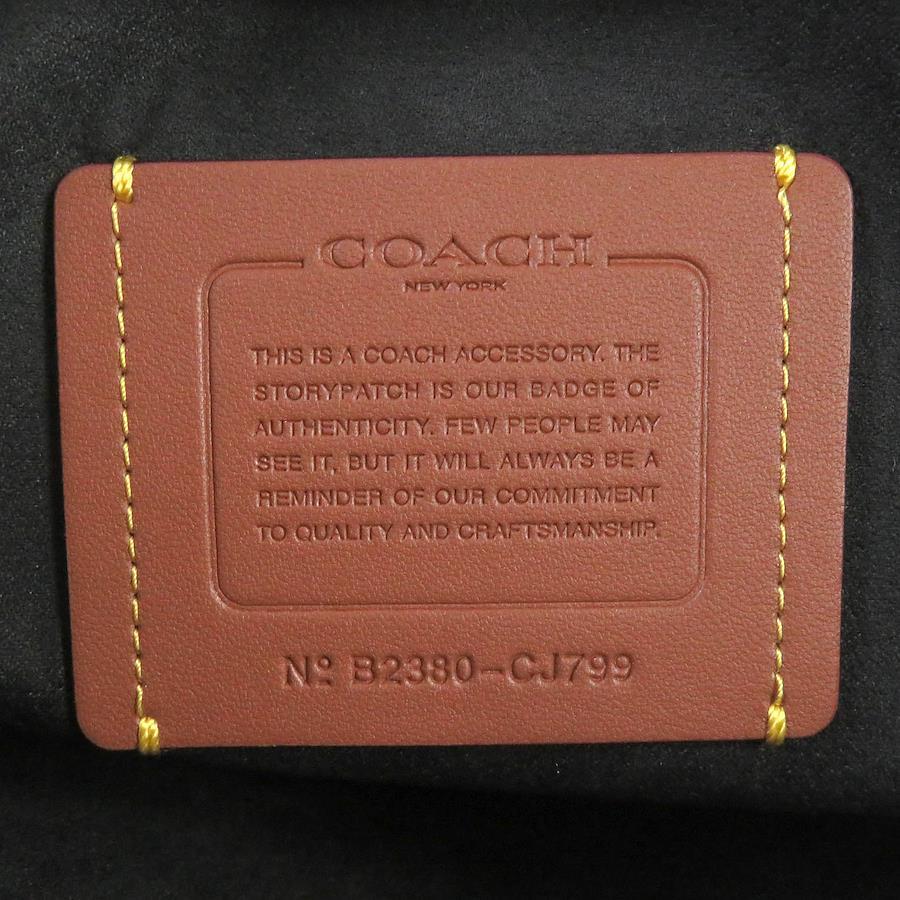 COACH
NEW YORK
THIS IS A COACH ACCESSORY. THE
STORYPATCH IS OUR BADGE OF
AUTHENTICITY. FEW PEOPLE MAY
SEE IT, BUT IT WILL ALWAYS BE A
REMINDER OF OUR COMMITMENT
TO QUALITY AND CRAFTSMANSHIP.
Nº B2380-CJ799